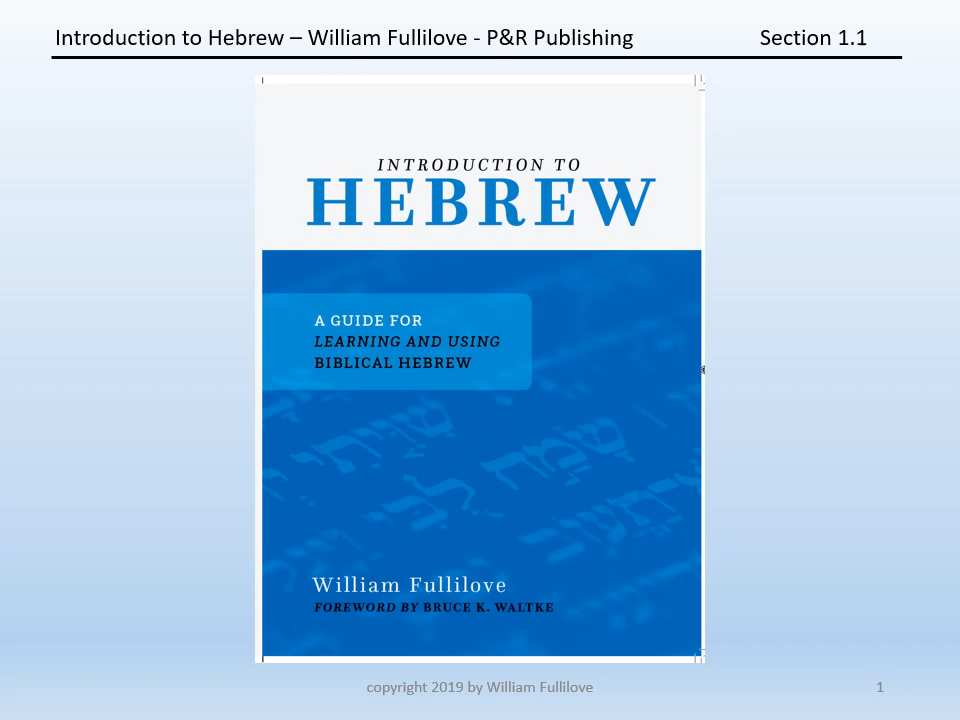 Introduction to Hebrew – William Fullilove - P&R Publishing Section 1.1
INTRODUCTION TO
HEBREW
A GUIDE FOR
LEARNING AND USING
BIBLICAL HEBREW
William Fullilove
FOREWORD BY BRUCE K. WALTKE
copyright 2019 by William Fullilove 1